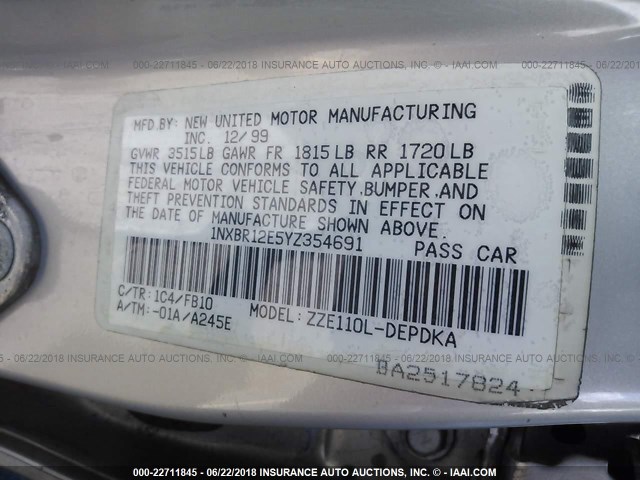 000-22711845 - 06/22/2018 INSURANCE AUTO AUCTIONS, INC. © - IAAI.COM
MFD BY: NEW UNITED MOTOR MANUFACTURING
INC. 12/99
GVWR 3515LB GAWR FR 1815LB RR 1720LB
THIS VEHICLE CONFORMS TO ALL APPLICABLE
FEDERAL MOTOR VEHICLE SAFETY, BUMPER, AND
THEFT PREVENTION STANDARDS IN EFFECT ON
THE DATE OF MANUFACTURE SHOWN ABOVE.
1NXBR12E5YZ354691 PASS CAR
C/TR: 1C4/FB10 MODEL: ZZE110L-DEPDKA
A/TM: -01A/A245E
BA2517824
000-22711845 - 06/22/2018 INSURANCE AUTO AUCTIONS, INC. © - IAAI.COM